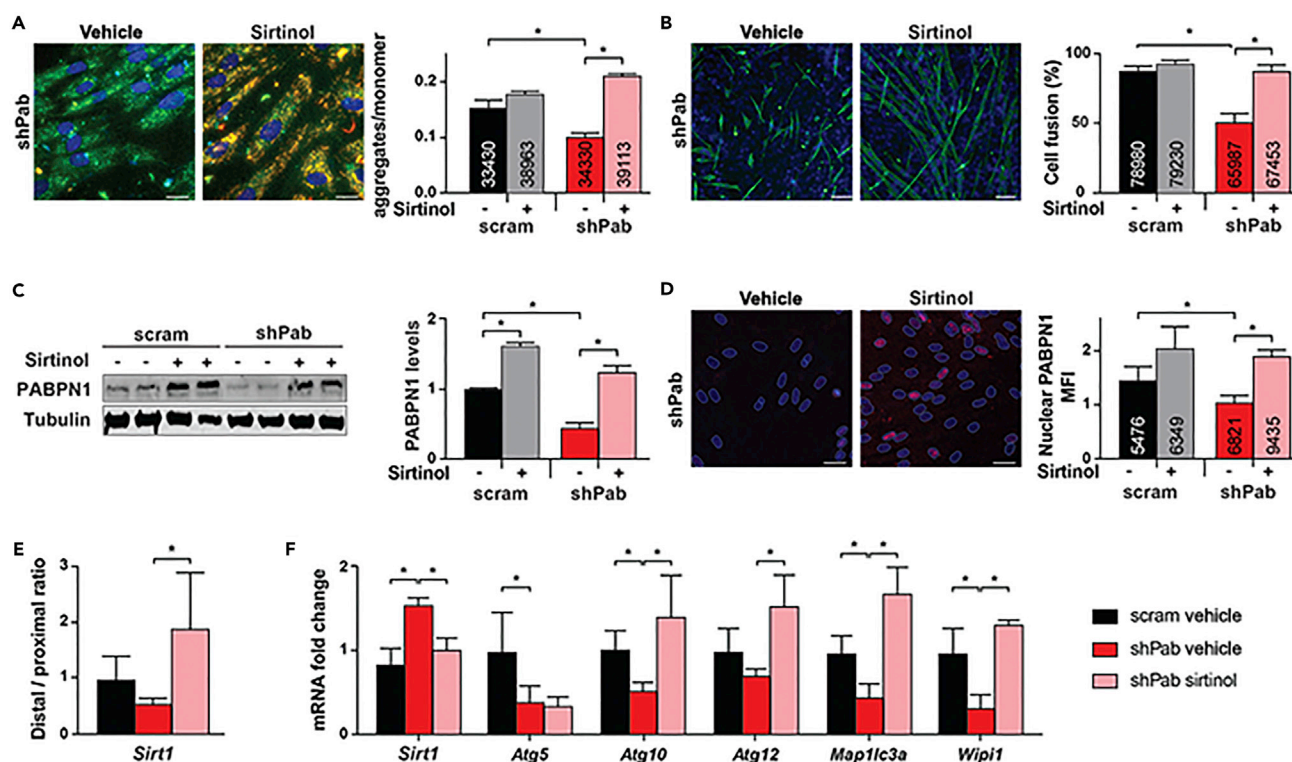 A
Vehicle Sirtinol
shPab
aggregates/monomer
0.2
0.1
0.0
33430 38963 34330 39113
* *
Sirtinol - + - +
scram shPab
B
Vehicle Sirtinol
shPab
Cell fusion (%)
100
50
0
78980 79230 65987 67453
* *
Sirtinol - + - +
scram shPab
C
scram shPab
Sirtinol - - + + - - + +
PABPN1
Tubulin
PABPN1 levels
2
1
0
* * *
Sirtinol - + - +
scram shPab
D
Vehicle Sirtinol
shPab
Nuclear PABPN1
MFI
2
1
0
5476 6349 6821 9435
* *
Sirtinol - + - +
scram shPab
E
Distal / proximal ratio
3
2
1
0
*
Sirt1
F
mRNA fold change
2
1
0
* * * * * * * * * *
Sirt1 Atg5 Atg10 Atg12 Map1lc3a Wipi1
scram vehicle
shPab vehicle
shPab sirtinol